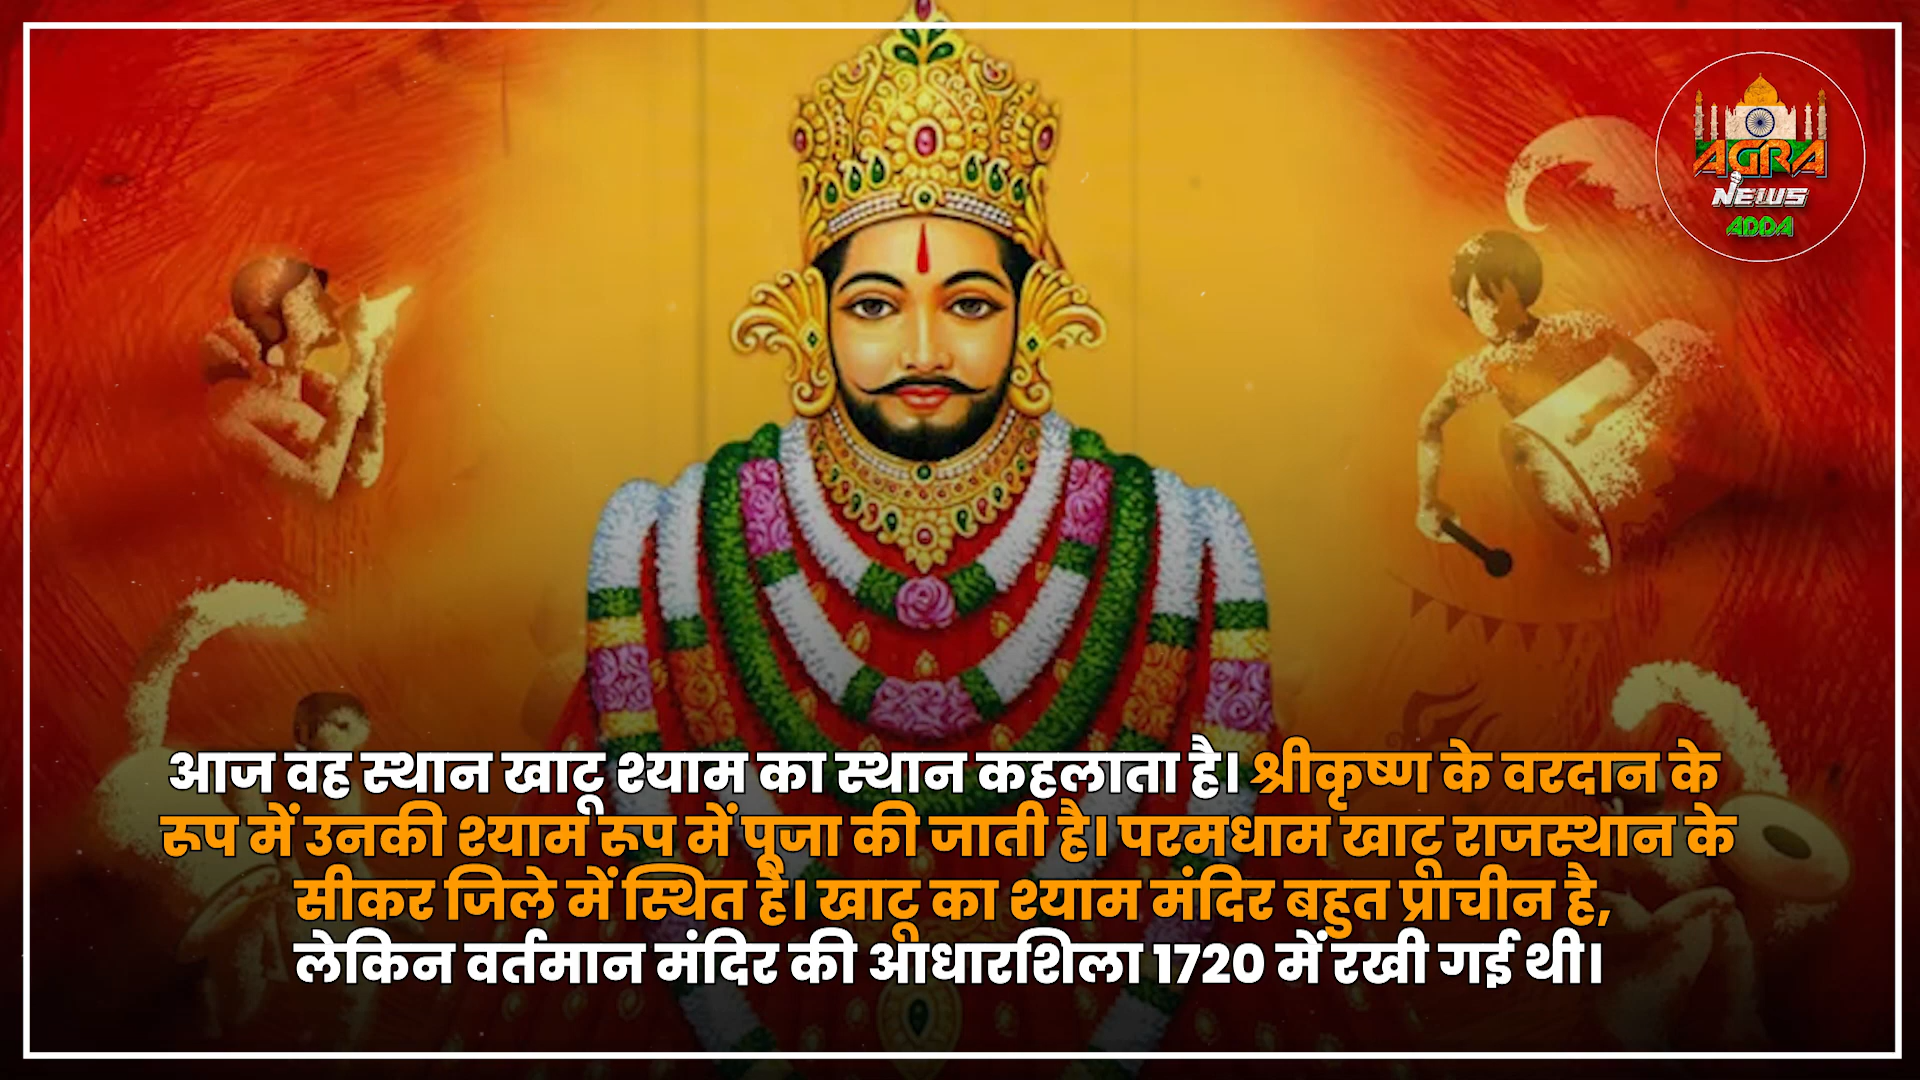 AGRA
NEWS
ADDA
आज वह स्थान खाटू श्याम का स्थान कहलाता है। श्रीकृष्ण के वरदान के
रूप में उनकी श्याम रूप में पूजा की जाती है। परमधाम खाटू राजस्थान के
सीकर जिले में स्थित है। खाटू का श्याम मंदिर बहुत प्राचीन है,
लेकिन वर्तमान मंदिर की आधारशिला 1720 में रखी गई थी।